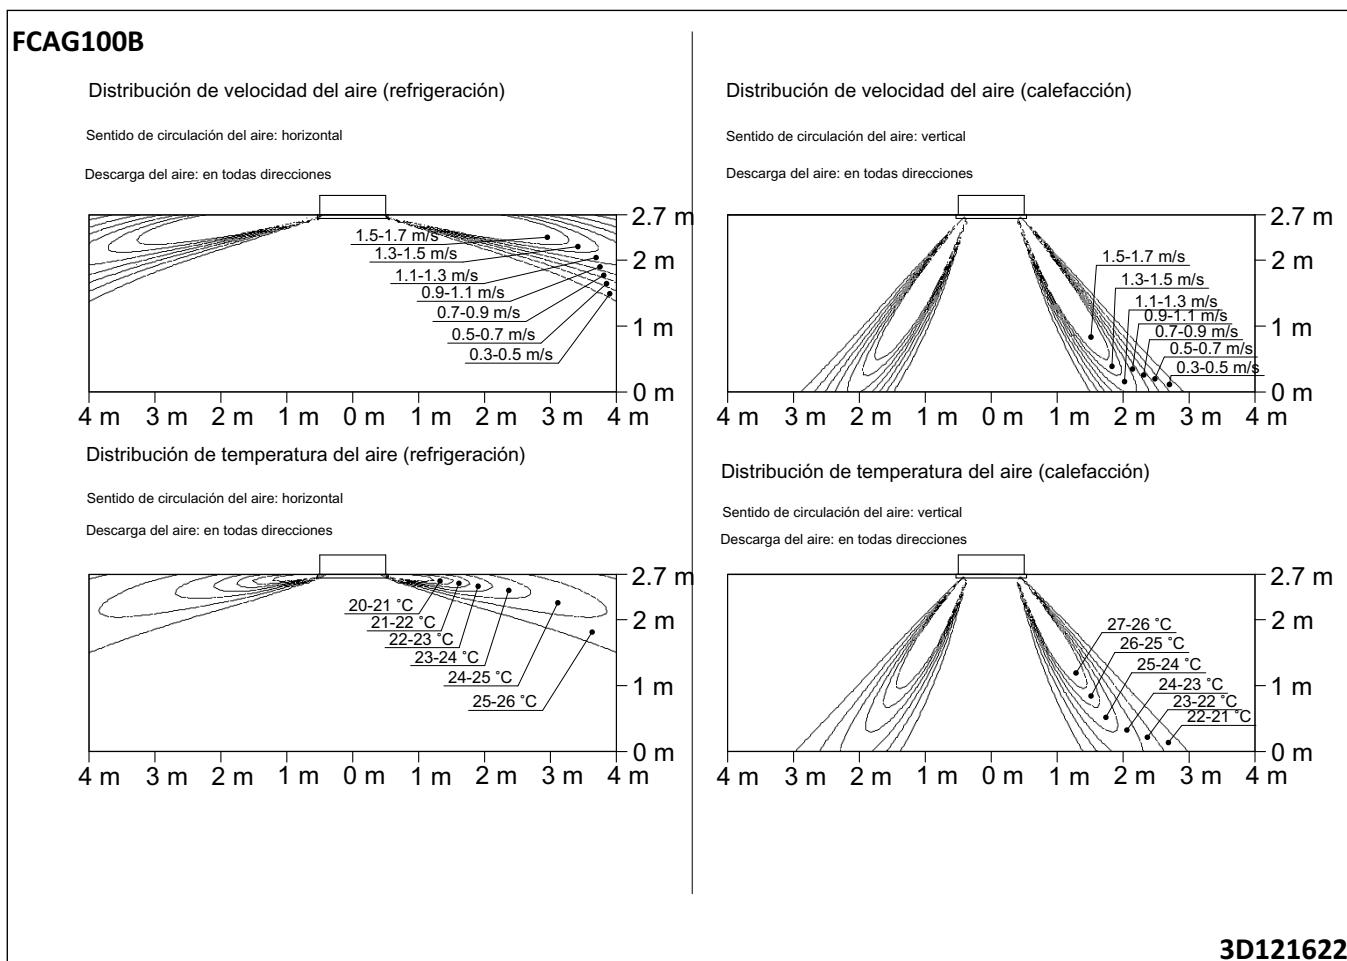 FCAG100B
Distribución de velocidad del aire (refrigeración)
Sentido de circulación del aire: horizontal
Descarga del aire: en todas direcciones
1.5-1.7 m/s
1.3-1.5 m/s
1.1-1.3 m/s
0.9-1.1 m/s
0.7-0.9 m/s
0.5-0.7 m/s
0.3-0.5 m/s
2.7 m
2 m
1 m
0 m
4 m 3 m 2 m 1 m 0 m 1 m 2 m 3 m 4 m
Distribución de temperatura del aire (refrigeración)
Sentido de circulación del aire: horizontal
Descarga del aire: en todas direcciones
20-21 ˚C
21-22 ˚C
22-23 ˚C
23-24 ˚C
24-25 ˚C
25-26 ˚C
2.7 m
2 m
1 m
0 m
4 m 3 m 2 m 1 m 0 m 1 m 2 m 3 m 4 m
Distribución de velocidad del aire (calefacción)
Sentido de circulación del aire: vertical
Descarga del aire: en todas direcciones
1.5-1.7 m/s
1.3-1.5 m/s
1.1-1.3 m/s
0.9-1.1 m/s
0.7-0.9 m/s
0.5-0.7 m/s
0.3-0.5 m/s
2.7 m
2 m
1 m
0 m
4 m 3 m 2 m 1 m 0 m 1 m 2 m 3 m 4 m
Distribución de temperatura del aire (calefacción)
Sentido de circulación del aire: vertical
Descarga del aire: en todas direcciones
27-26 ˚C
26-25 ˚C
25-24 ˚C
24-23 ˚C
23-22 ˚C
22-21 ˚C
2.7 m
2 m
1 m
0 m
4 m 3 m 2 m 1 m 0 m 1 m 2 m 3 m 4 m
3D121622